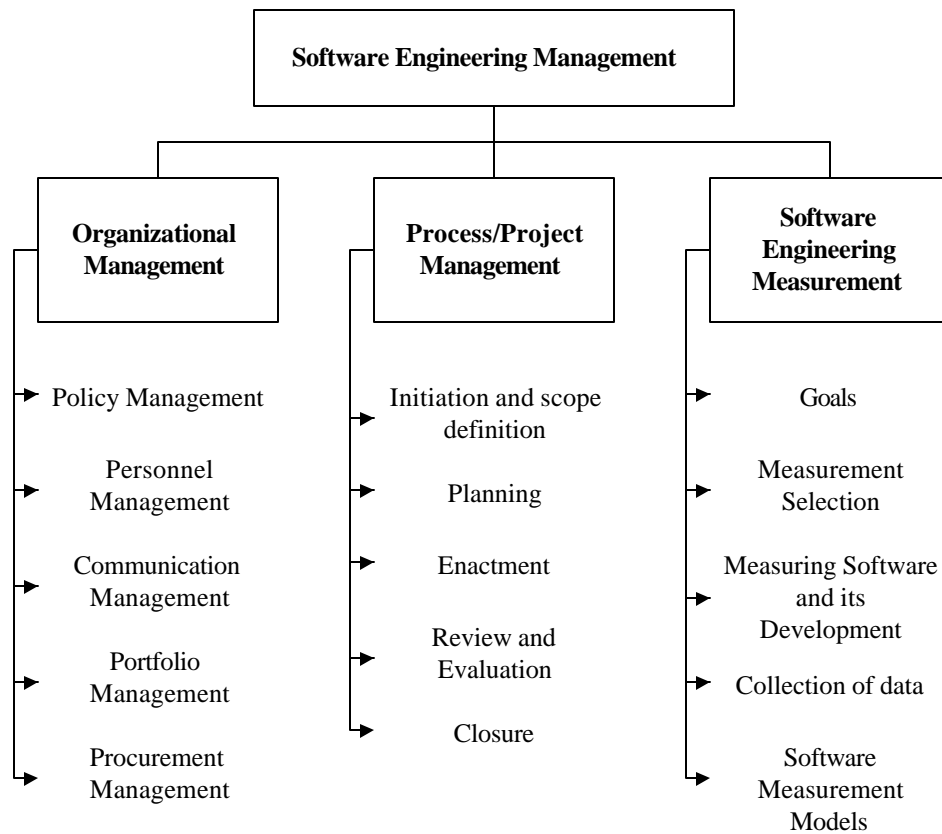 Software Engineering Management
Organizational
Management
Policy Management
Personnel
Management
Communication
Management
Portfolio
Management
Procurement
Management
Process/Project
Management
Initiation and scope
definition
Planning
Enactment
Review and
Evaluation
Closure
Software
Engineering
Measurement
Goals
Measurement
Selection
Measuring Software
and its
Development
Collection of data
Software
Measurement
Models